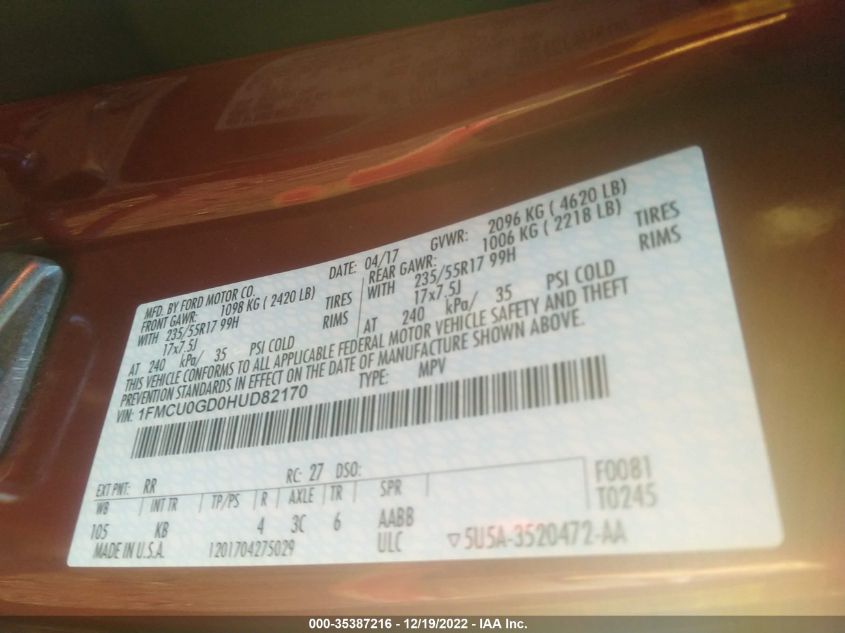 MFD. BY FORD MOTOR CO. DATE: 04/17 GVWR: 2096 KG ( 4620 LB)
FRONT GAWR: 1098 KG ( 2420 LB) REAR GAWR: 1006 KG ( 2218 LB)
WITH 235/55R17 99H TIRES WITH 235/55R17 99H TIRES
17x7.5J RIMS 17x7.5J RIMS
AT 240 kPa/ 35 PSI COLD AT 240 kPa/ 35 PSI COLD
THIS VEHICLE CONFORMS TO ALL APPLICABLE FEDERAL MOTOR VEHICLE SAFETY AND THEFT
PREVENTION STANDARDS IN EFFECT ON THE DATE OF MANUFACTURE SHOWN ABOVE.
VIN: 1FMCU0GD0HUD82170 TYPE: MPV
EXT PNT: RR RC: 27 DSO: F0081
WB INT TR TP/PS R AXLE TR SPR T0245
105 KB 4 3C 6 AABB
MADE IN U.S.A. 1201704275029 ULC ▽5U5A-3520472-AA
000-35387216 - 12/19/2022 - IAA Inc.